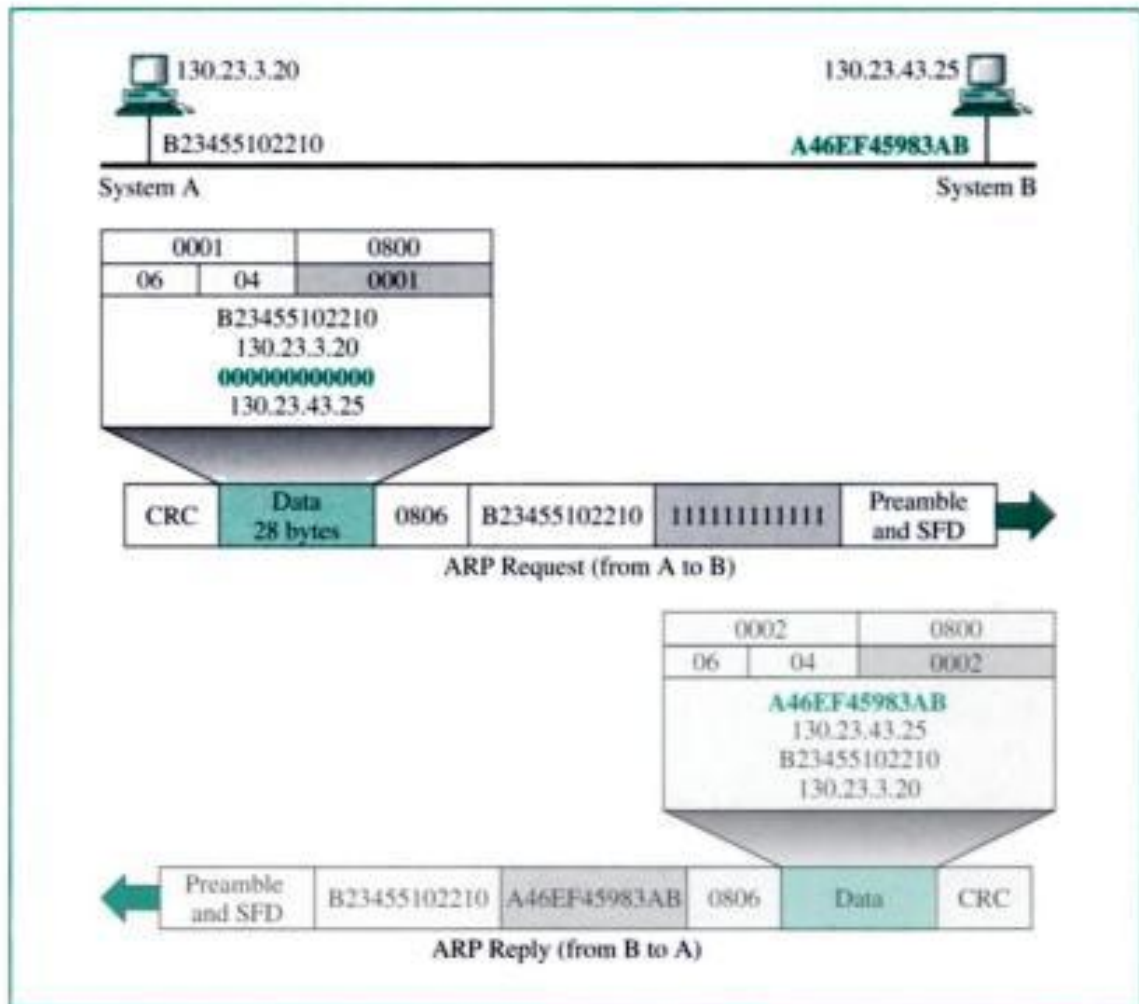 130.23.3.20
130.23.43.25
B23455102210
A46EF45983AB
System A
System B
0001 0800
06 04 0001
B23455102210
130.23.3.20
000000000000
130.23.43.25
CRC
Data
28 bytes
0806
B23455102210
111111111111
Preamble
and SFD
ARP Request (from A to B)
0002 0800
06 04 0002
A46EF45983AB
130.23.43.25
B23455102210
130.23.3.20
Preamble
and SFD
B23455102210
A46EF45983AB
0806
Data
CRC
ARP Reply (from B to A)